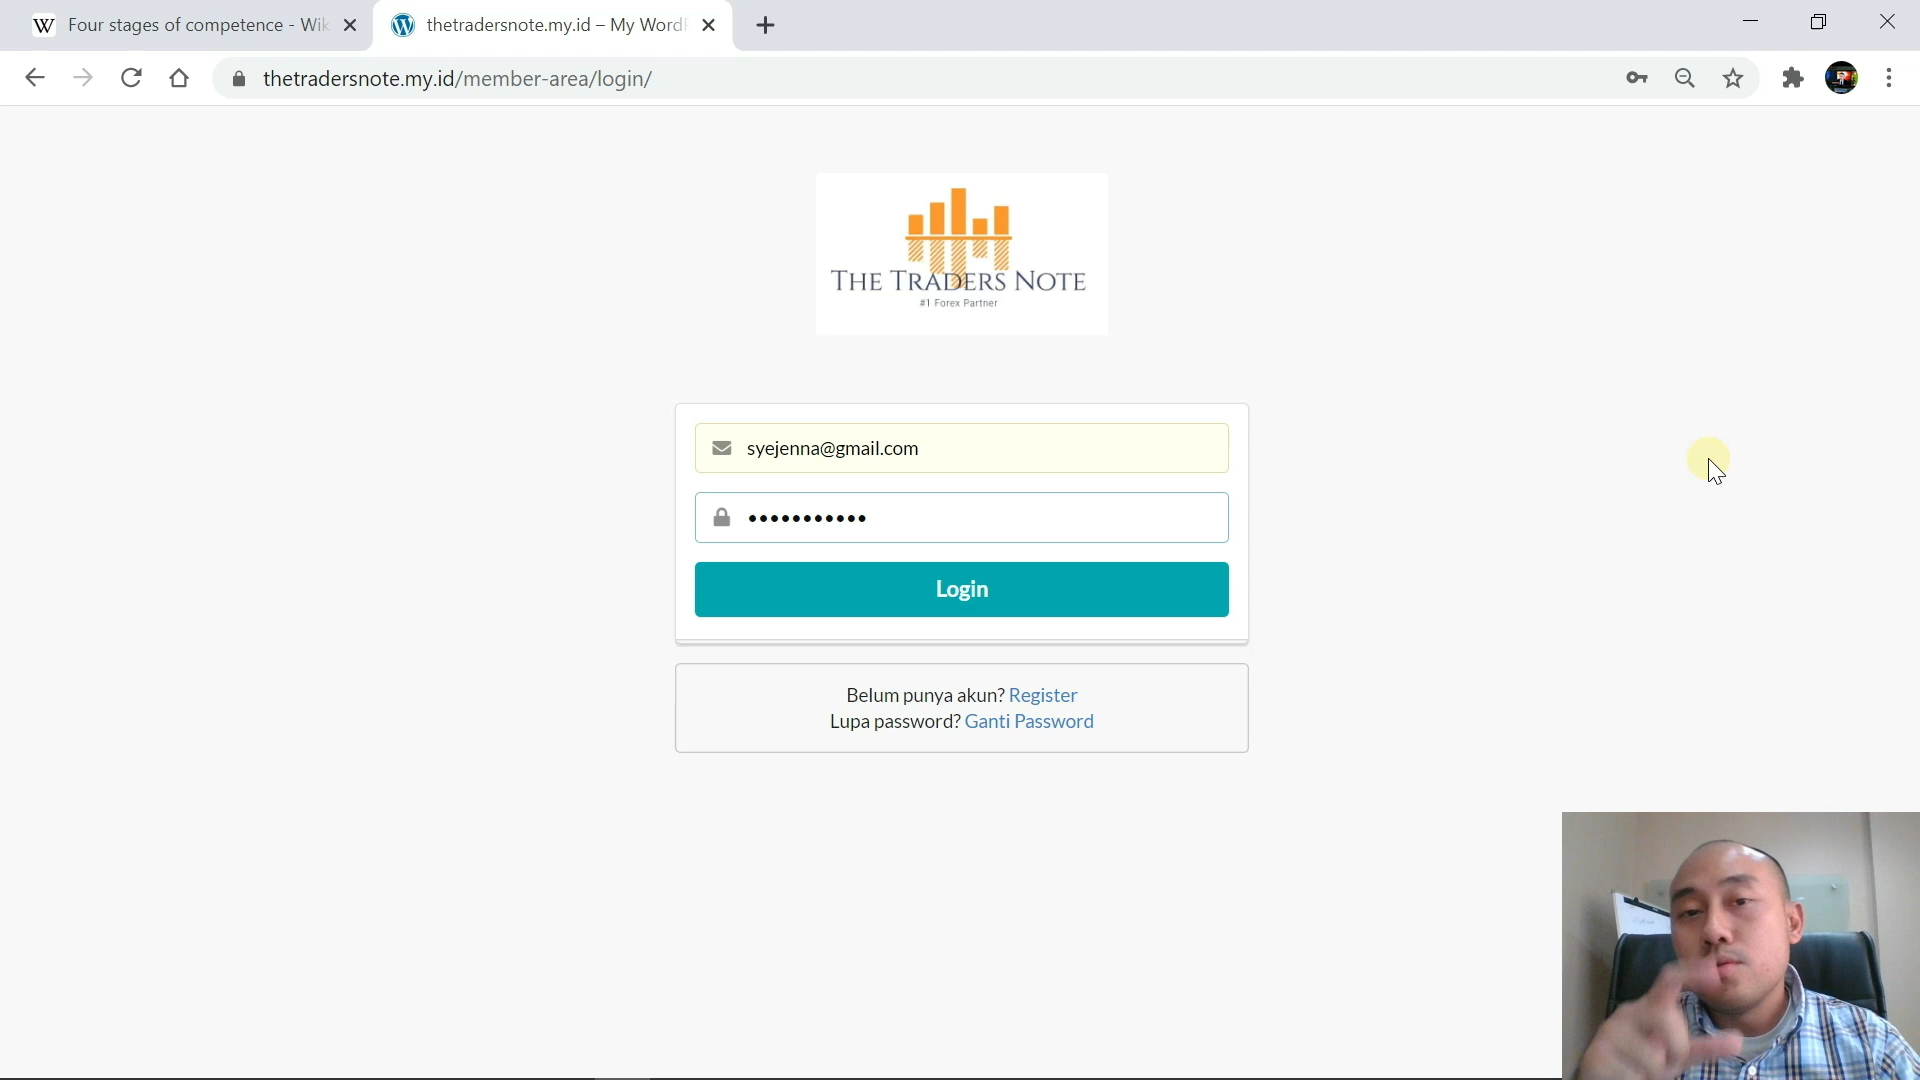 Four stages of competence - Wik
thetradersnote.my.id – My Word
thetradersnote.my.id/member-area/login/
THE TRADERS NOTE
#1 Forex Partner
syejenna@gmail.com
Login
Belum punya akun? Register
Lupa password? Ganti Password